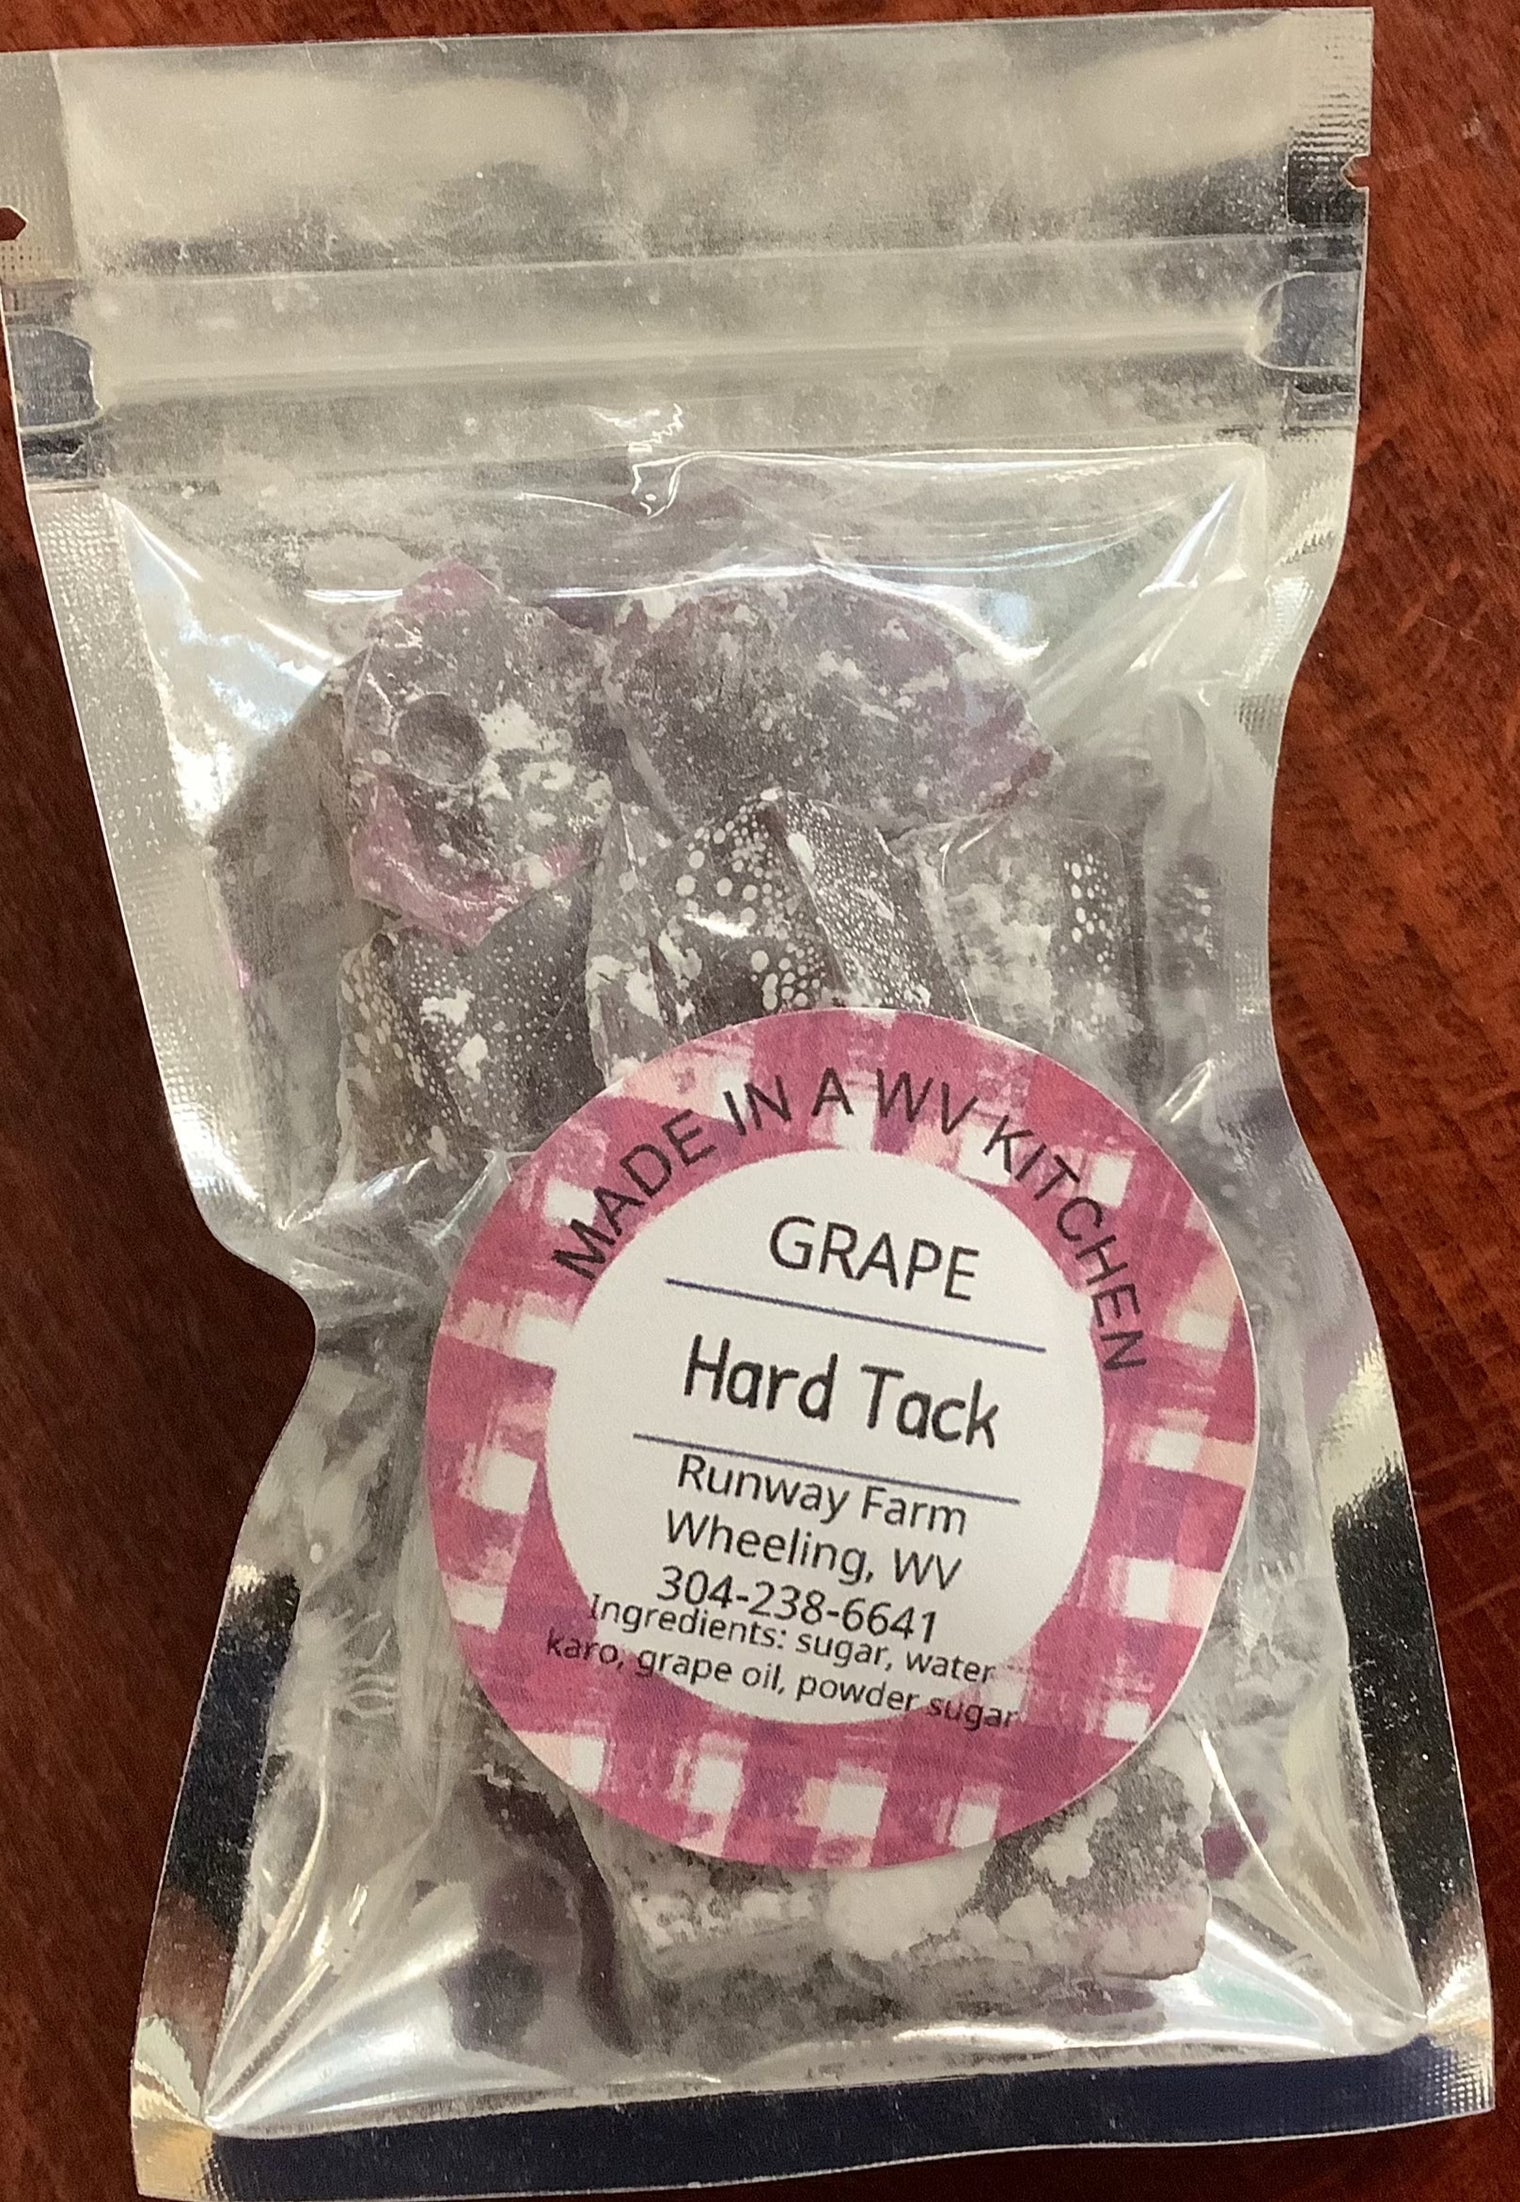 MADE IN A WV KITCHEN
GRAPE
Hard Tack
Runway Farm
Wheeling, WV
304-238-6641
Ingredients: sugar, water
karo, grape oil, powder sugar